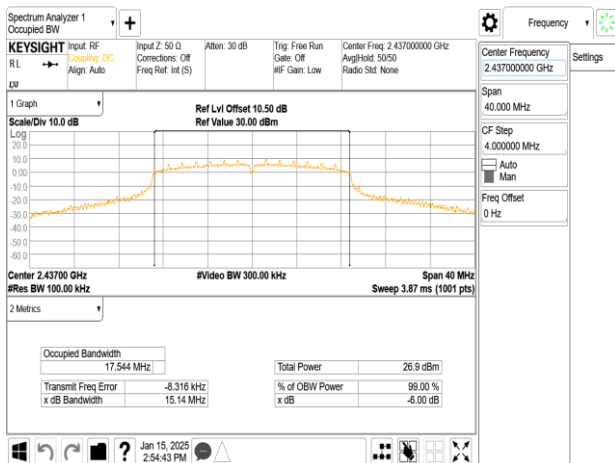 Spectrum Analyzer 1
Occupied BW
Frequency
KEYSIGHT
RL
LXI
Input: RF
Coupling: DC
Align: Auto
Input Z: 50 Ω
Corrections: Off
Freq Ref: Int (S)
Atten: 30 dB
Trig: Free Run
Gate: Off
#IF Gain: Low
Center Freq: 2.437000000 GHz
Avg|Hold: 50/50
Radio Std: None
Center Frequency
2.437000000 GHz
Settings
Span
40.000 MHz
CF Step
4.000000 MHz
Auto
Man
Freq Offset
0 Hz
1 Graph
Scale/Div 10.0 dB
Ref Lvl Offset 10.50 dB
Ref Value 30.00 dBm
Log
20.0
10.0
0.00
-10.0
-20.0
-30.0
-40.0
-50.0
-60.0
Center 2.43700 GHz
#Video BW 300.00 kHz
Span 40 MHz
#Res BW 100.00 kHz
Sweep 3.87 ms (1001 pts)
2 Metrics
Occupied Bandwidth
17.544 MHz
Total Power 26.9 dBm
Transmit Freq Error -8.316 kHz
% of OBW Power 99.00 %
x dB Bandwidth 15.14 MHz
x dB -6.00 dB
?
Jan 15, 2025
2:54:43 PM